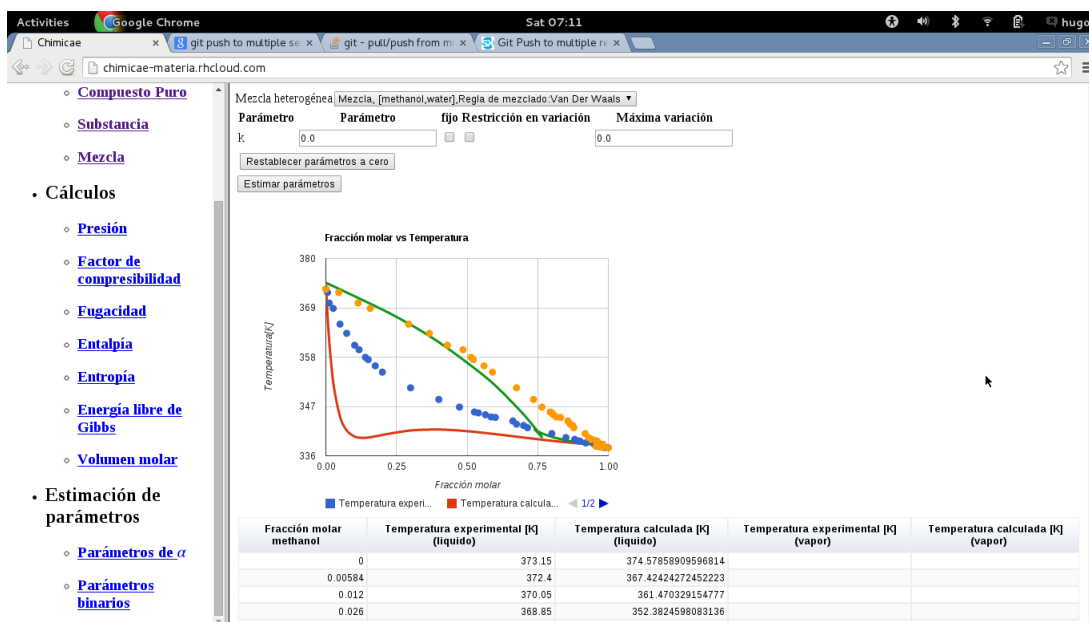 Activities
Google Chrome
Sat 07:11
hugo
Chimicae
git push to multiple se
git - pull/push from m
Git Push to multiple re
chimicae-materia.rhcloud.com
Compuesto Puro
Substancia
Mezcla
Cálculos
Presión
Factor de
compresibilidad
Fugacidad
Entalpía
Entropía
Energía libre de
Gibbs
Volumen molar
Estimación de
parámetros
Parámetros de α
Parámetros
binarios
Mezcla heterogénea Mezcla, [methanol,water],Regla de mezclado:Van Der Waals
Parámetro Parámetro fijo Restricción en variación Máxima variación
k 0.0 0.0
Restablecer parámetros a cero
Estimar parámetros
Fracción molar vs Temperatura
Temperatura[K]
380
369
358
347
336
0.00 0.25 0.50 0.75 1.00
Fracción molar
Temperatura experi... Temperatura calcula... 1/2
Fracción molar methanol Temperatura experimental [K] (liquido) Temperatura calculada [K] (liquido) Temperatura experimental [K] (vapor) Temperatura calculada [K] (vapor)
0 373.15 374.57858909596814
0.00584 372.4 367.42424272452223
0.012 370.05 361.470329154777
0.026 368.85 352.3824598083136